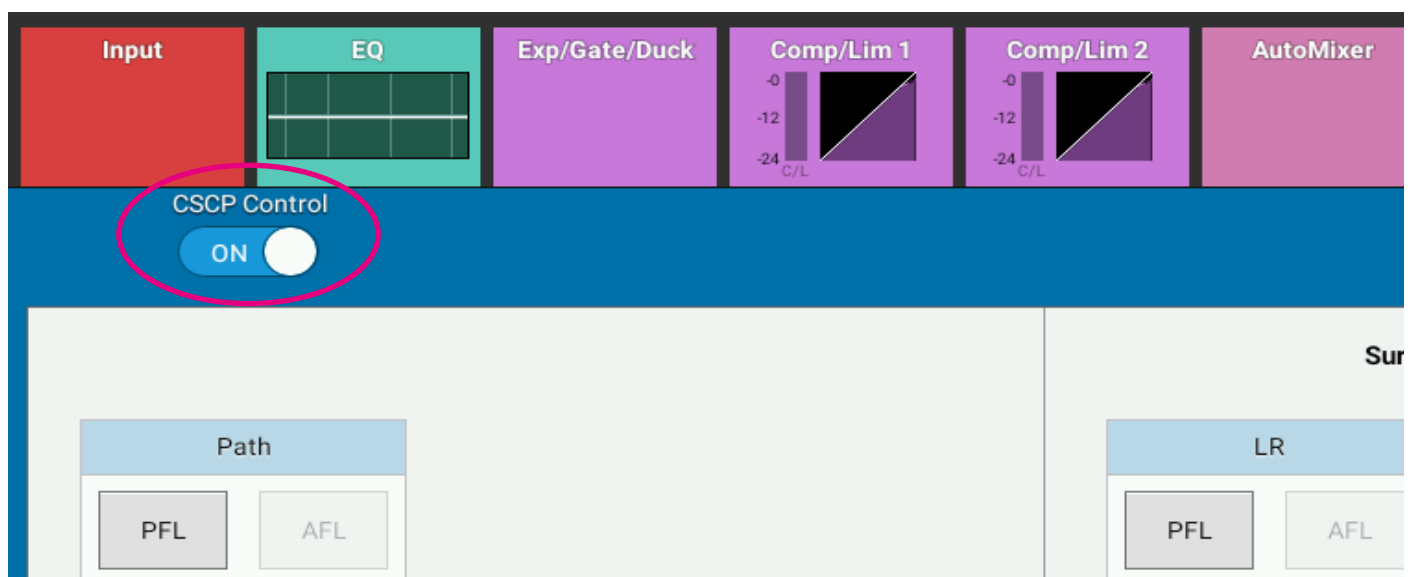 Input EQ Exp/Gate/Duck Comp/Lim 1 Comp/Lim 2 AutoMixer
-0 -0
-12 -12
-24 -24
C/L C/L
CSCP Control
ON
Sur
Path LR
PFL AFL PFL AFL